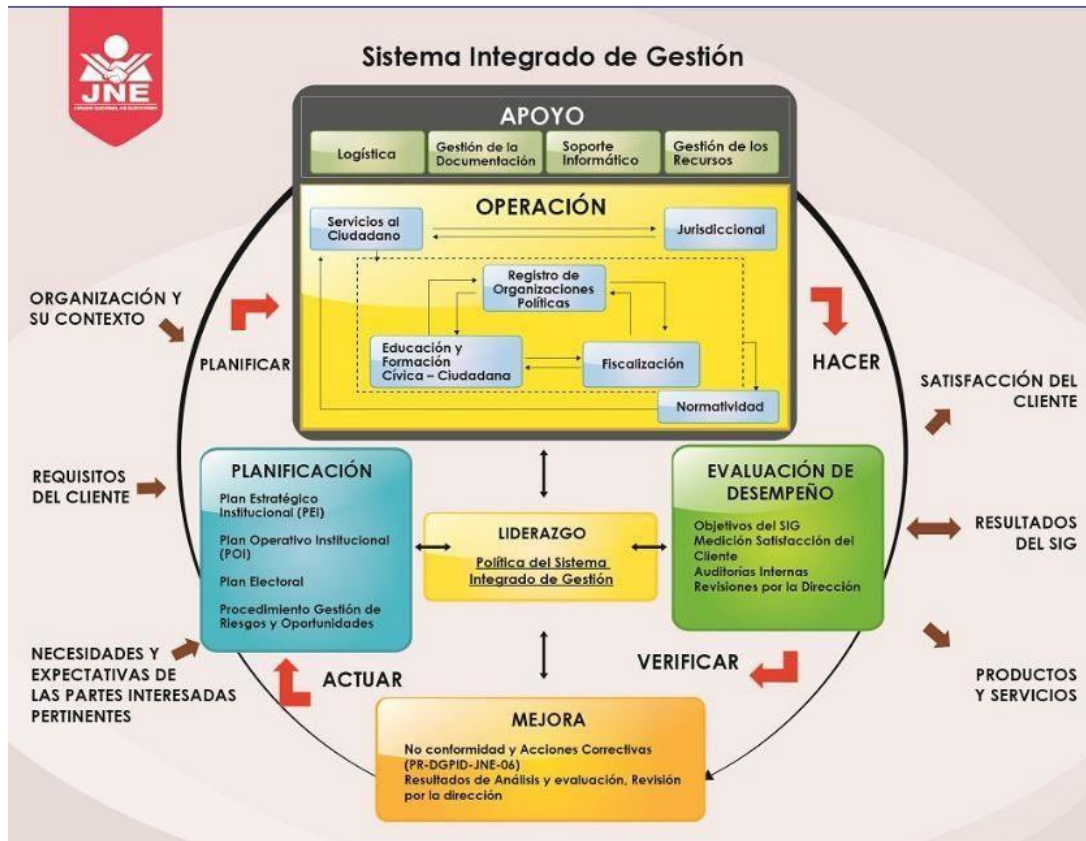 JNE
Sistema Integrado de Gestión
APOYO
Logística
Gestión de la
Documentación
Soporte
Informático
Gestión de los
Recursos
OPERACIÓN
Servicios al
Ciudadano
Jurisdiccional
Registro de
Organizaciones
Políticas
Educación y
Formación
Cívica – Ciudadana
Fiscalización
Normatividad
ORGANIZACIÓN Y
SU CONTEXTO
PLANIFICAR
HACER
SATISFACCIÓN DEL
CLIENTE
REQUISITOS
DEL CLIENTE
PLANIFICACIÓN
Plan Estratégico
Institucional (PEI)
Plan Operativo Institucional
(POI)
Plan Electoral
Procedimiento Gestión de
Riesgos y Oportunidades
LIDERAZGO
Política del Sistema
Integrado de Gestión
EVALUACIÓN DE
DESEMPEÑO
Objetivos del SIG
Medición Satisfacción del
Cliente
Auditorías Internas
Revisiones por la Dirección
RESULTADOS
DEL SIG
NECESIDADES Y
EXPECTATIVAS DE
LAS PARTES INTERESADAS
PERTINENTES
ACTUAR
VERIFICAR
PRODUCTOS
Y SERVICIOS
MEJORA
No conformidad y Acciones Correctivas
(PR-DGPID-JNE-06)
Resultados de Análisis y evaluación, Revisión
por la dirección